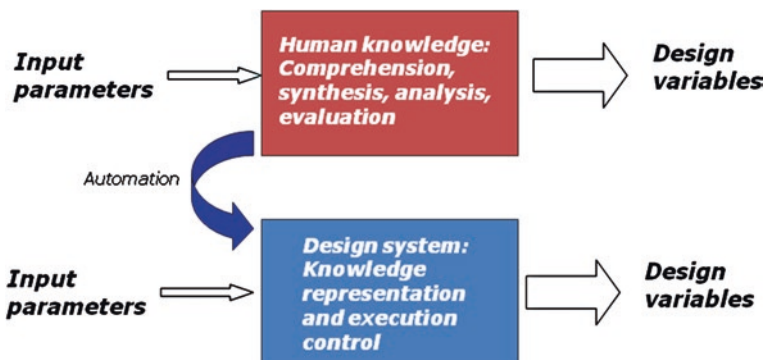 Input
parameters
Human knowledge:
Comprehension,
synthesis, analysis,
evaluation
Design
variables
Automation
Input
parameters
Design system:
Knowledge
representation
and execution
control
Design
variables